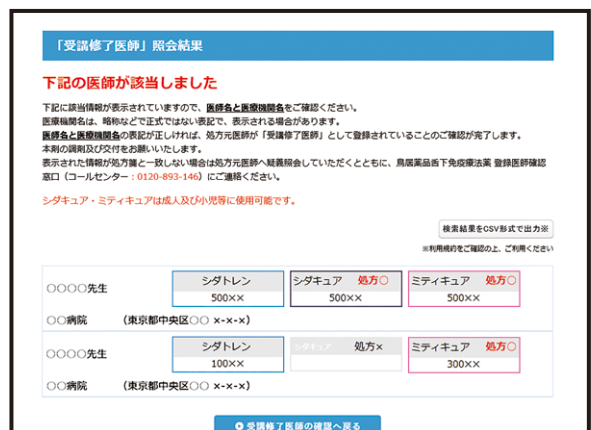 「受講修了医師」照会結果
下記の医師が該当しました
下記に該当情報が表示されていますので、医師名と医療機関名をご確認ください。
医療機関名は、略称などで正式ではない表記で、表示される場合があります。
医師名と医療機関名の表記が正しければ、処方元医師が「受講修了医師」として登録されていることのご確認が完了します。
本剤の調剤及び交付をお願いいたします。
表示された情報が処方箋と一致しない場合は処方元医師へ疑義照会していただくとともに、鳥居薬品舌下免疫療法薬 登録医師確認
窓口（コールセンター：0120-893-146）にご連絡ください。
シダキュア・ミティキュアは成人及び小児等に使用可能です。
検索結果をCSV形式で出力※
※利用規約をご確認の上、ご利用ください
○○○○先生 シダトレン シダキュア 処方○ ミティキュア 処方○
500×× 500×× 500××
○○病院 （東京都中央区○○ ×-×-×）
○○○○先生 シダトレン シダキュア 処方× ミティキュア 処方○
100×× 300××
○○病院 （東京都中央区○○ ×-×-×）
受講修了医師の確認へ戻る